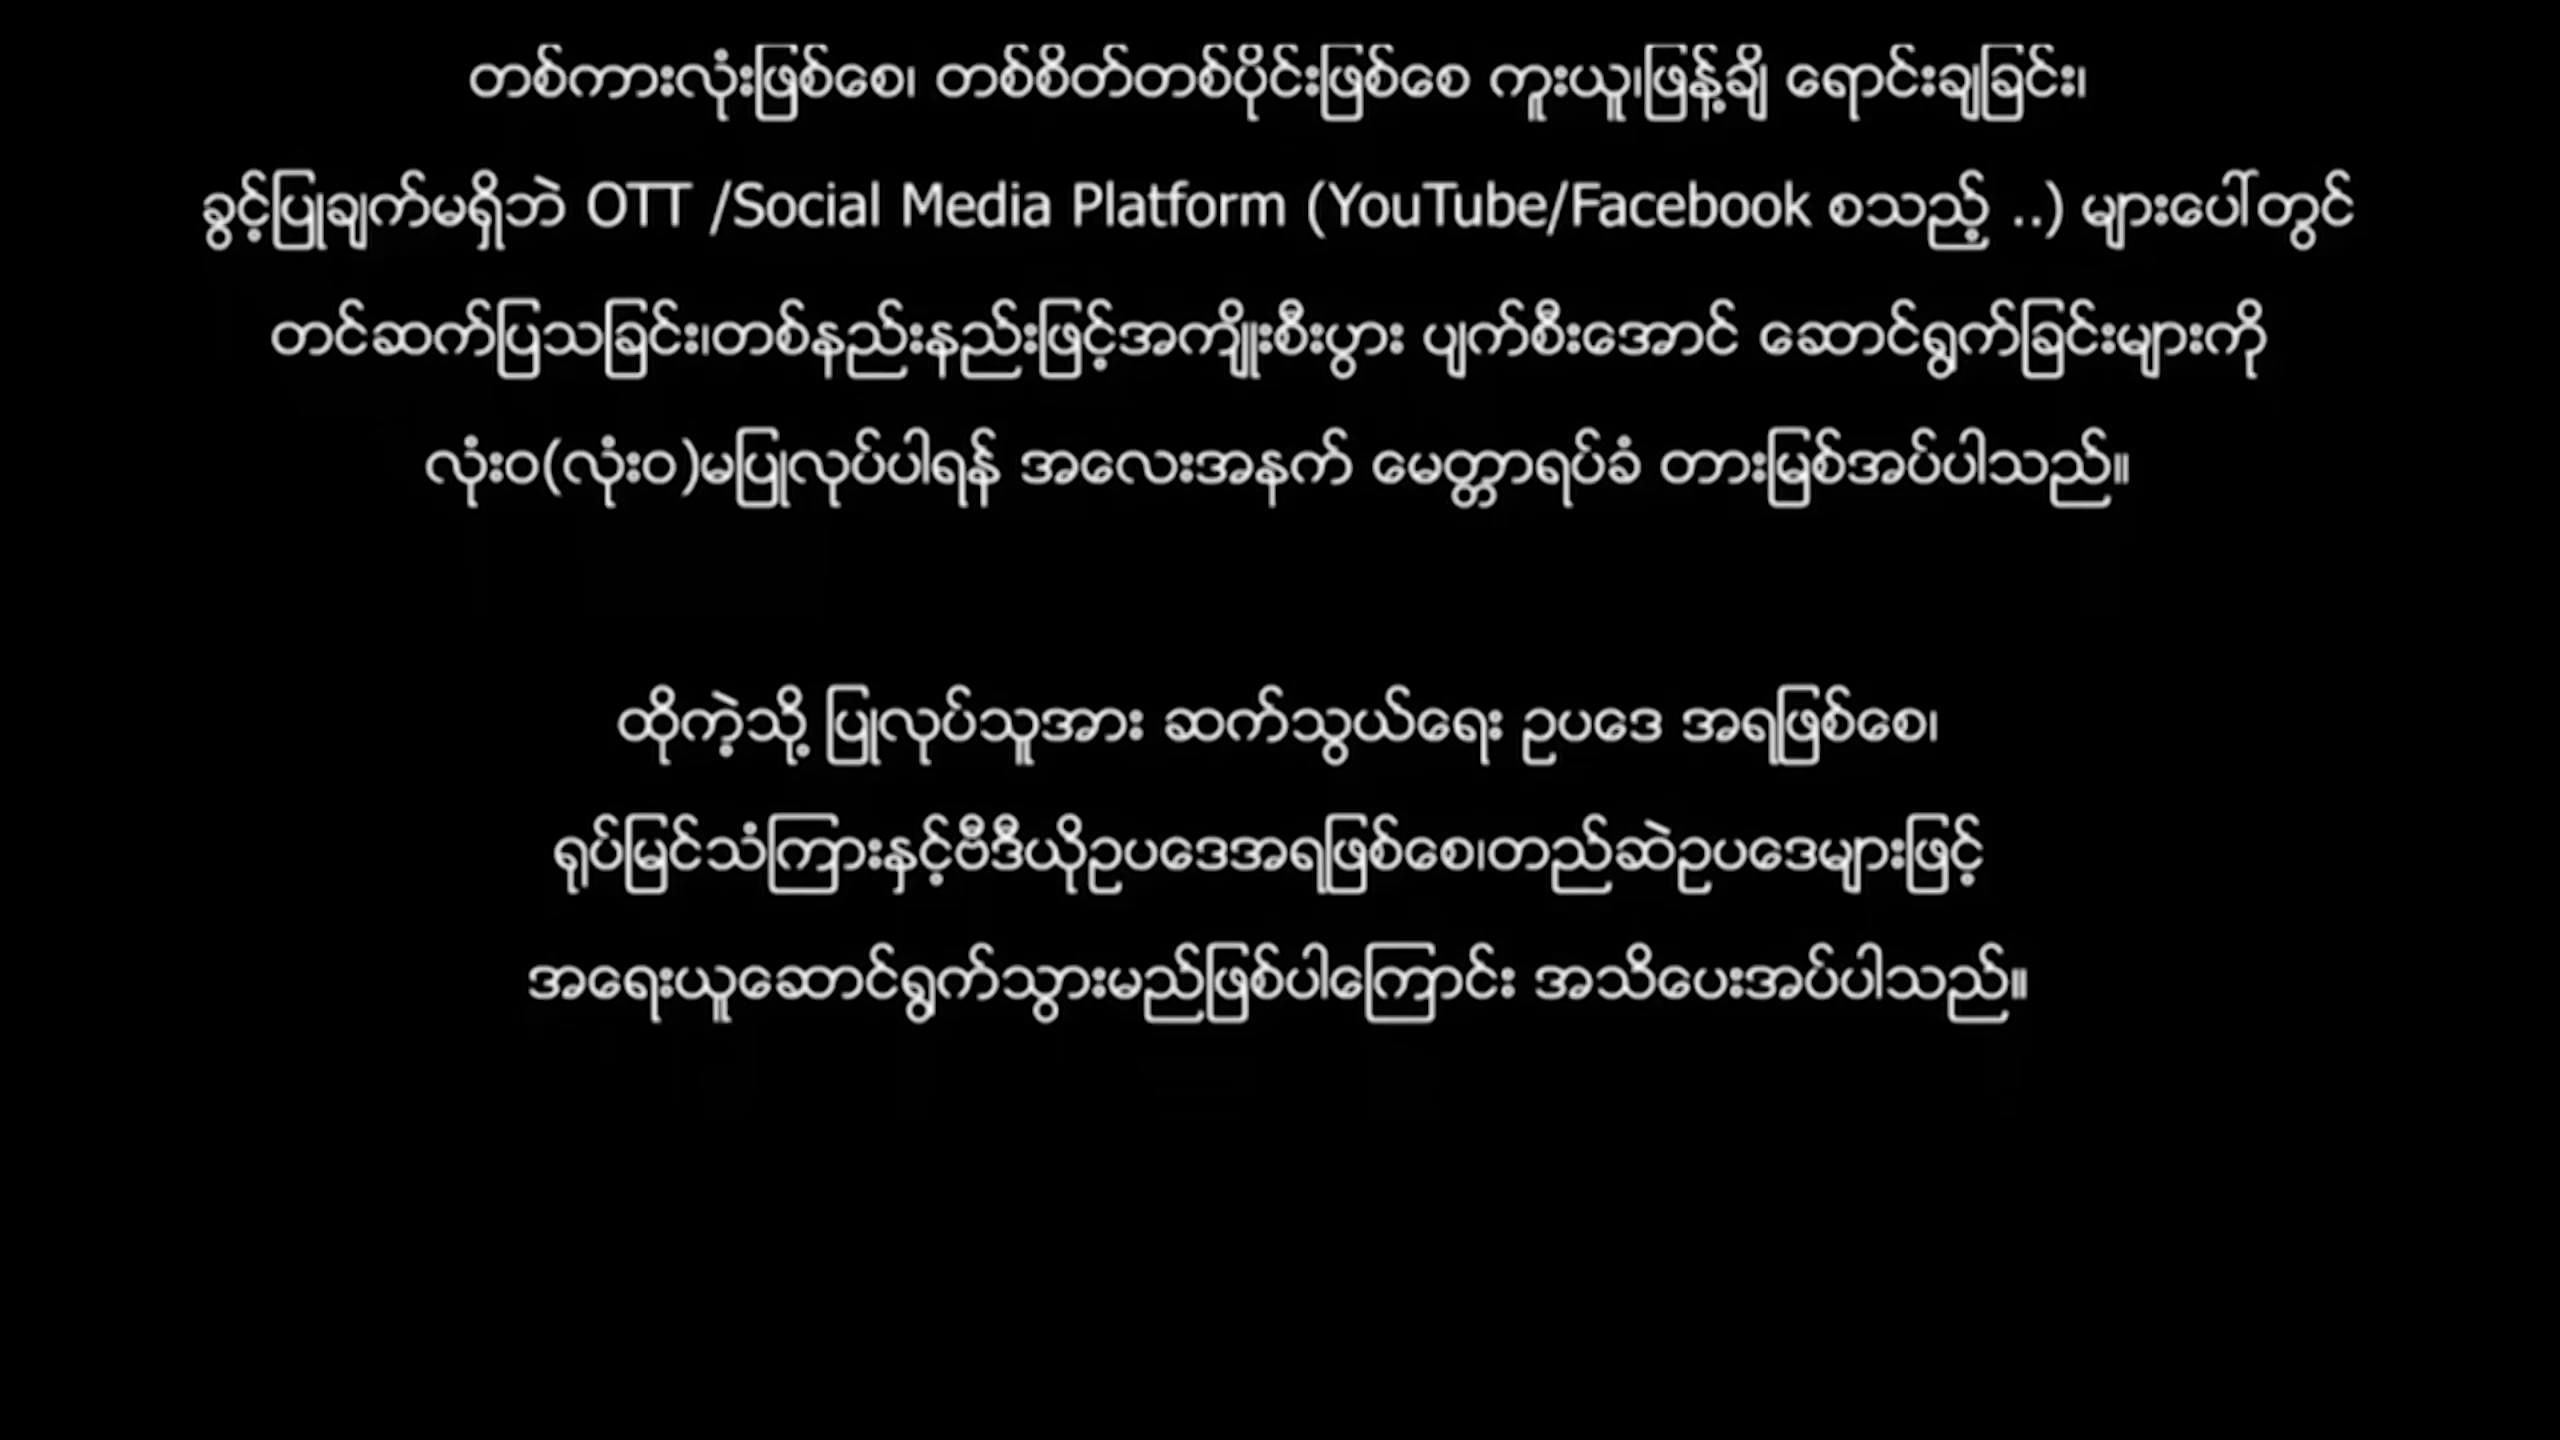 တစ်ကားလုံးဖြစ်စေ၊ တစ်စိတ်တစ်ပိုင်းဖြစ်စေ ကူးယူ၊ဖြန့်ချိ ရောင်းချခြင်း၊
ခွင့်ပြုချက်မရှိဘဲ OTT /Social Media Platform (YouTube/Facebook စသည့် ..) များပေါ်တွင်
တင်ဆက်ပြသခြင်း၊တစ်နည်းနည်းဖြင့်အကျိုးစီးပွား ပျက်စီးအောင် ဆောင်ရွက်ခြင်းများကို
လုံးဝ(လုံးဝ)မပြုလုပ်ပါရန် အလေးအနက် မေတ္တာရပ်ခံ တားမြစ်အပ်ပါသည်။
ထိုကဲ့သို့ ပြုလုပ်သူအား ဆက်သွယ်ရေး ဥပဒေ အရဖြစ်စေ၊
ရုပ်မြင်သံကြားနှင့်ဗီဒီယိုဥပဒေအရဖြစ်စေ၊တည်ဆဲဥပဒေများဖြင့်
အရေးယူဆောင်ရွက်သွားမည်ဖြစ်ပါကြောင်း အသိပေးအပ်ပါသည်။